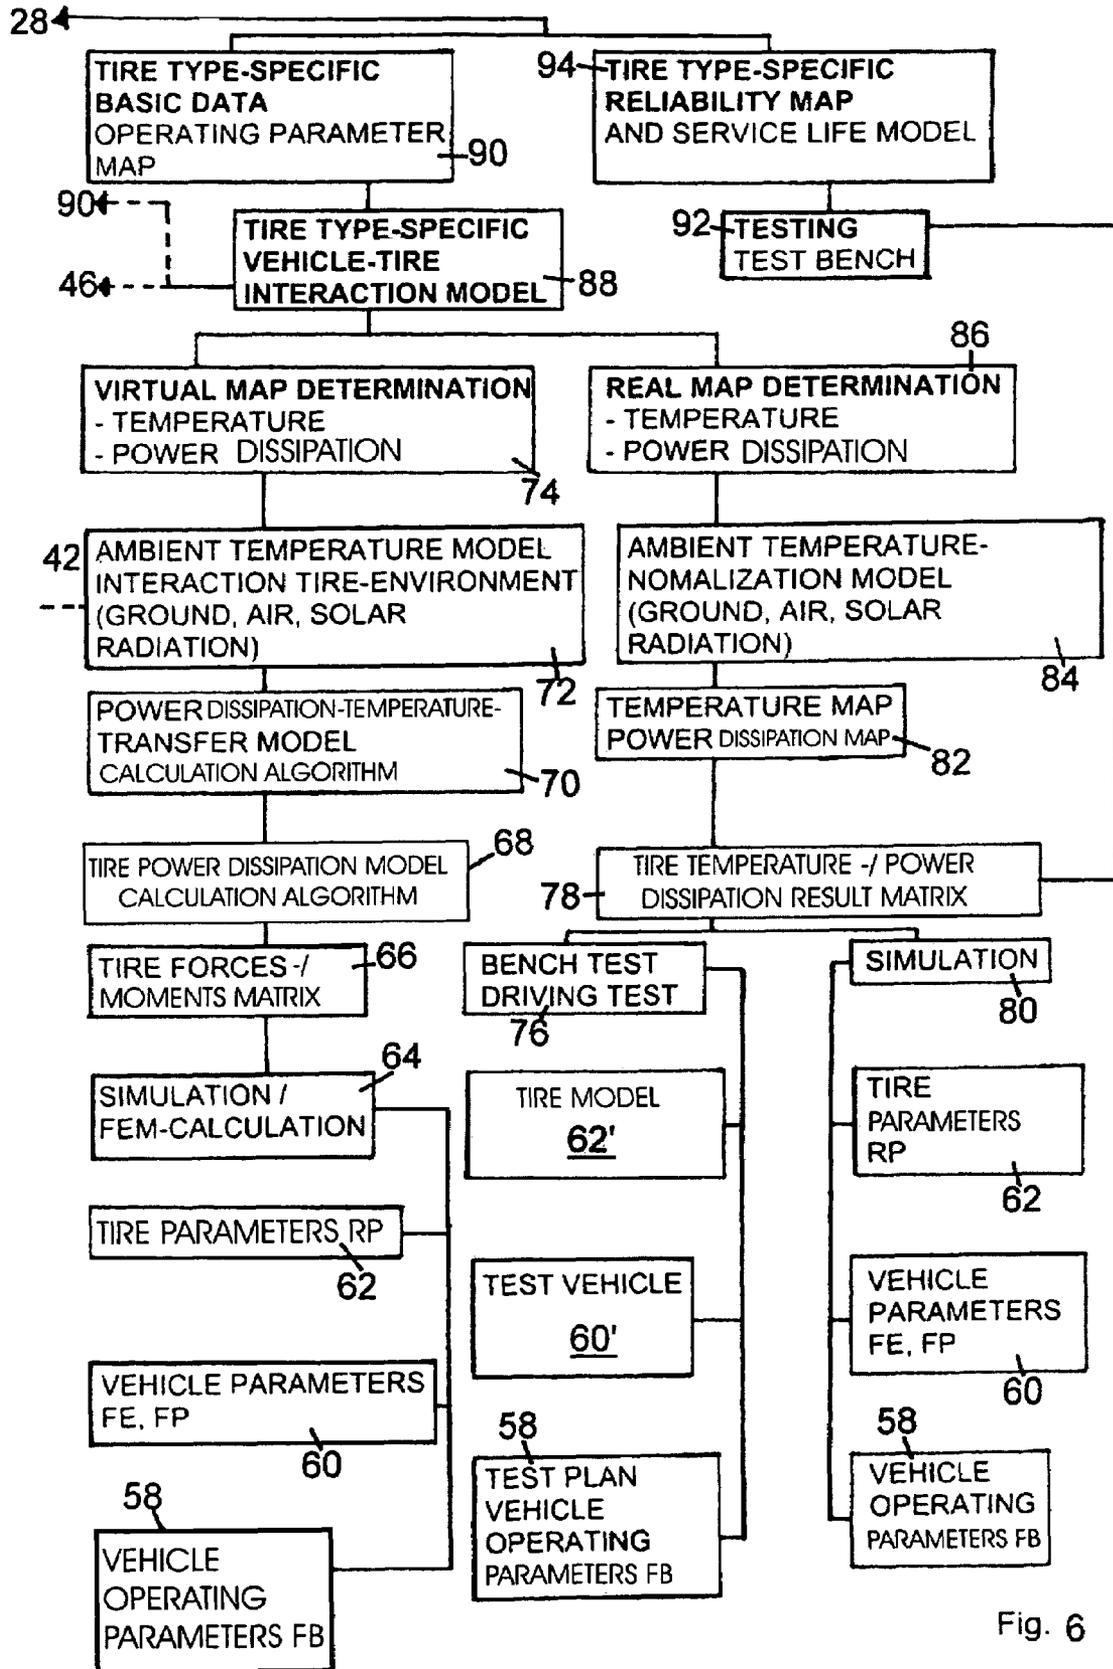 28
TIRE TYPE-SPECIFIC
BASIC DATA
OPERATING PARAMETER
MAP
90
94
TIRE TYPE-SPECIFIC
RELIABILITY MAP
AND SERVICE LIFE MODEL
90
46
TIRE TYPE-SPECIFIC
VEHICLE-TIRE
INTERACTION MODEL
88
92
TESTING
TEST BENCH
VIRTUAL MAP DETERMINATION
- TEMPERATURE
- POWER DISSIPATION
74
86
REAL MAP DETERMINATION
- TEMPERATURE
- POWER DISSIPATION
42
AMBIENT TEMPERATURE MODEL
INTERACTION TIRE-ENVIRONMENT
(GROUND, AIR, SOLAR
RADIATION)
72
AMBIENT TEMPERATURE-
NOMALIZATION MODEL
(GROUND, AIR, SOLAR
RADIATION)
84
POWER DISSIPATION-TEMPERATURE-
TRANSFER MODEL
CALCULATION ALGORITHM
70
TEMPERATURE MAP
POWER DISSIPATION MAP
82
TIRE POWER DISSIPATION MODEL
CALCULATION ALGORITHM
68
78
TIRE TEMPERATURE -/ POWER
DISSIPATION RESULT MATRIX
TIRE FORCES -/
MOMENTS MATRIX
66
BENCH TEST
DRIVING TEST
76
SIMULATION
80
64
SIMULATION /
FEM-CALCULATION
TIRE MODEL
62'
TIRE
PARAMETERS
RP
62
TIRE PARAMETERS RP
62
TEST VEHICLE
60'
VEHICLE
PARAMETERS
FE, FP
60
VEHICLE PARAMETERS
FE, FP
60
58
TEST PLAN
VEHICLE
OPERATING
PARAMETERS FB
58
VEHICLE
OPERATING
PARAMETERS FB
58
VEHICLE
OPERATING
PARAMETERS FB
Fig. 6